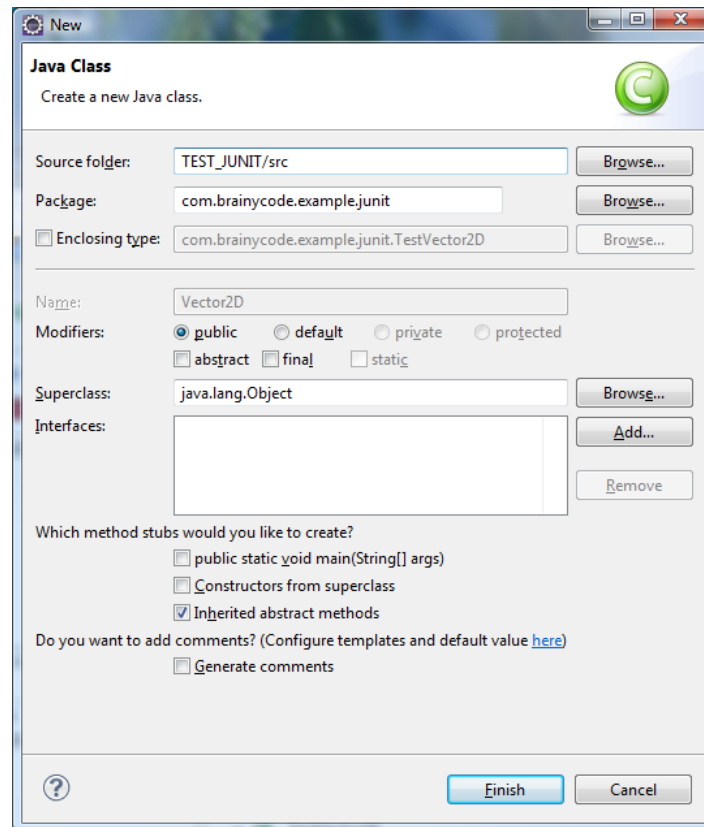 New
Java Class
Create a new Java class.
Source folder: TEST_JUNIT/src Browse...
Package: com.brainycode.example.junit Browse...
Enclosing type: com.brainycode.example.junit.TestVector2D Browse...
Name: Vector2D
Modifiers: public default private protected
abstract final static
Superclass: java.lang.Object Browse...
Interfaces: Add...
Remove
Which method stubs would you like to create?
public static void main(String[] args)
Constructors from superclass
Inherited abstract methods
Do you want to add comments? (Configure templates and default value here)
Generate comments
Finish Cancel